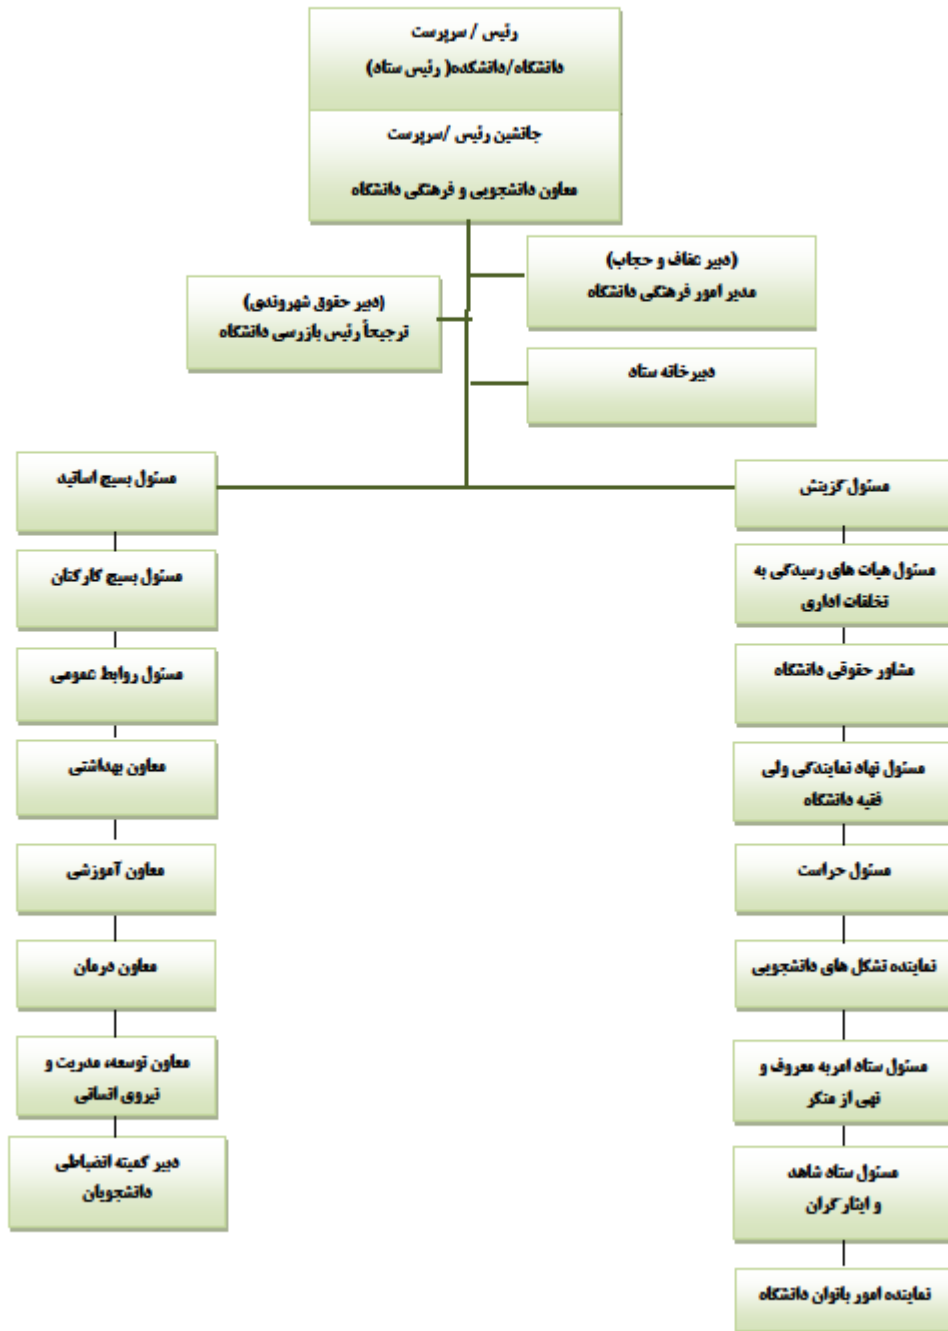 رئیس / سرپرست
دانشگاه/دانشکده( رئیس ستاد)
جانشین رئیس /سرپرست
معاون دانشجویی و فرهنگی دانشگاه
(دبیر عفاف و حجاب)
مدیر امور فرهنگی دانشگاه
(دبیر حقوق شهروندی)
ترجیحاً رئیس بازرسی دانشگاه
دبیرخانه ستاد
مسئول گزینش
مسئول هیات های رسیدگی به
تخلفات اداری
مشاور حقوقی دانشگاه
مسئول نهاد نمایندگی ولی
فقیه دانشگاه
مسئول حراست
نماینده تشکل های دانشجویی
مسئول ستاد امربه معروف و
نهی از منکر
مسئول ستاد شاهد
و ایثارگران
نماینده امور بانوان دانشگاه
مسئول بسیج اساتید
مسئول بسیج کارکنان
مسئول روابط عمومی
معاون بهداشتی
معاون آموزشی
معاون درمان
معاون توسعه، مدریت و
نیروی انسانی
دبیر کمیته انضباطی
دانشجویان